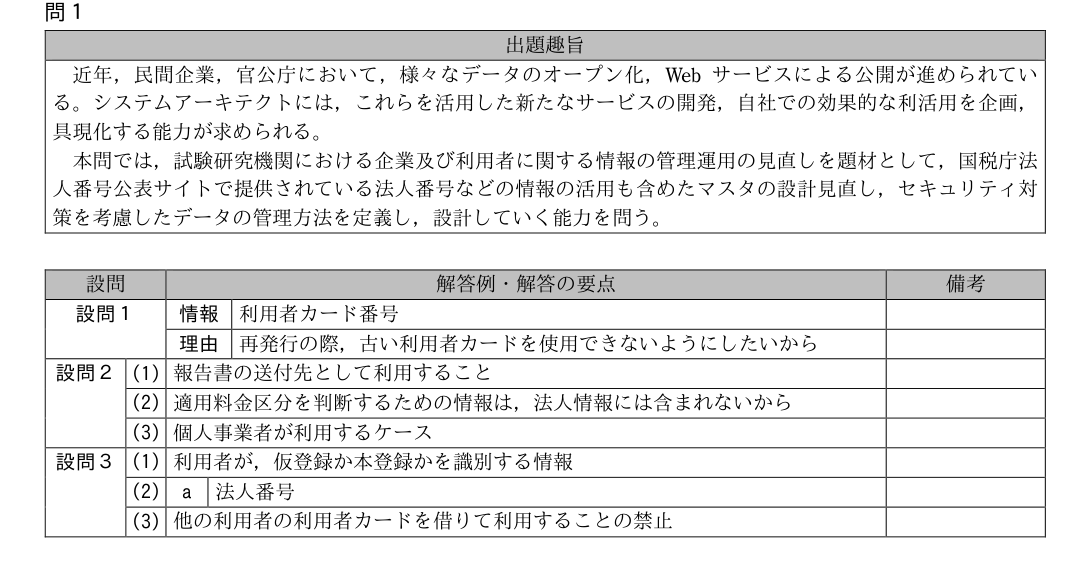 問1
出題趣旨
近年，民間企業，官公庁において，様々なデータのオープン化，Web サービスによる公開が進められてい
る。システムアーキテクトには，これらを活用した新たなサービスの開発，自社での効果的な利活用を企画，
具現化する能力が求められる。
本問では，試験研究機関における企業及び利用者に関する情報の管理運用の見直しを題材として，国税庁法
人番号公表サイトで提供されている法人番号などの情報の活用も含めたマスタの設計見直し，セキュリティ対
策を考慮したデータの管理方法を定義し，設計していく能力を問う。
設問 解答例・解答の要点 備考
設問1 情報 利用者カード番号
理由 再発行の際，古い利用者カードを使用できないようにしたいから
設問2 (1) 報告書の送付先として利用すること
(2) 適用料金区分を判断するための情報は，法人情報には含まれないから
(3) 個人事業者が利用するケース
設問3 (1) 利用者が，仮登録か本登録かを識別する情報
(2) a 法人番号
(3) 他の利用者の利用者カードを借りて利用することの禁止